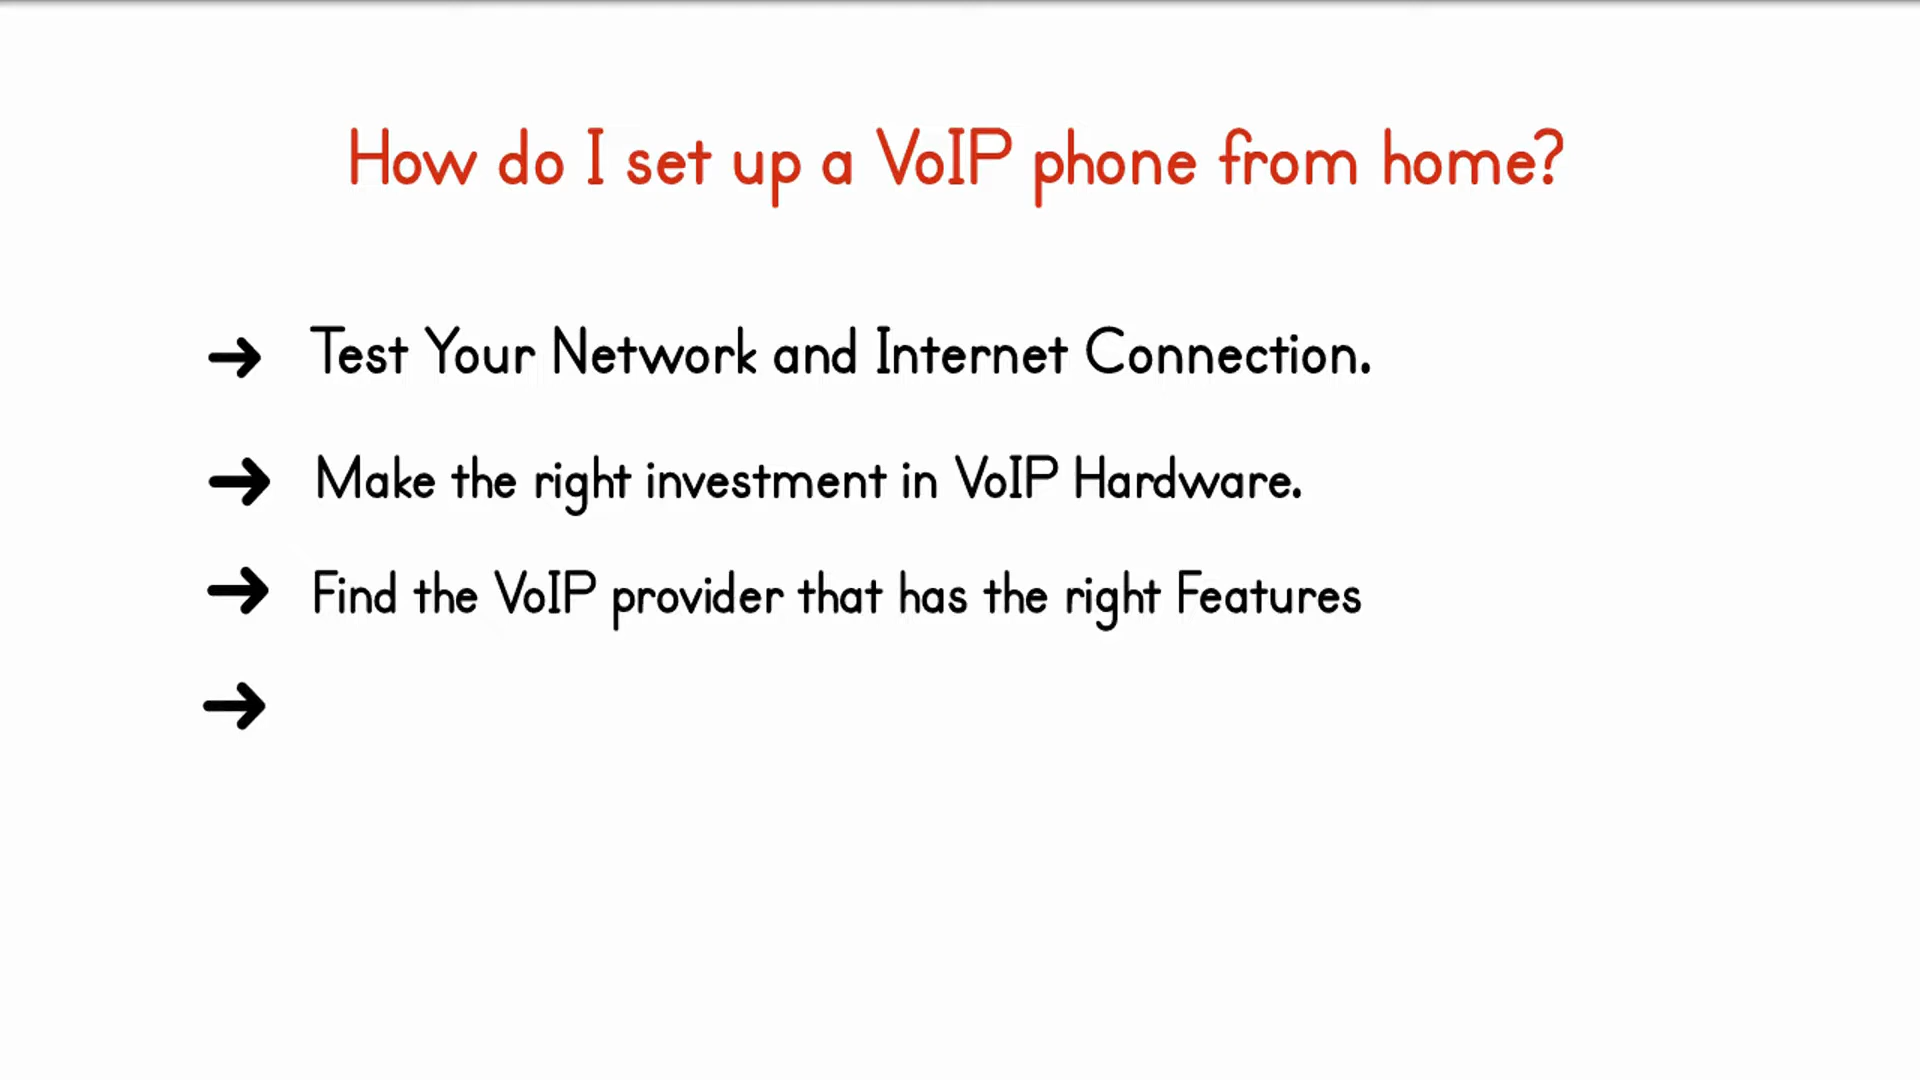 How do I set up a VoIP phone from home?
→ Test Your Network and Internet Connection.
→ Make the right investment in VoIP Hardware.
→ Find the VoIP provider that has the right Features
→